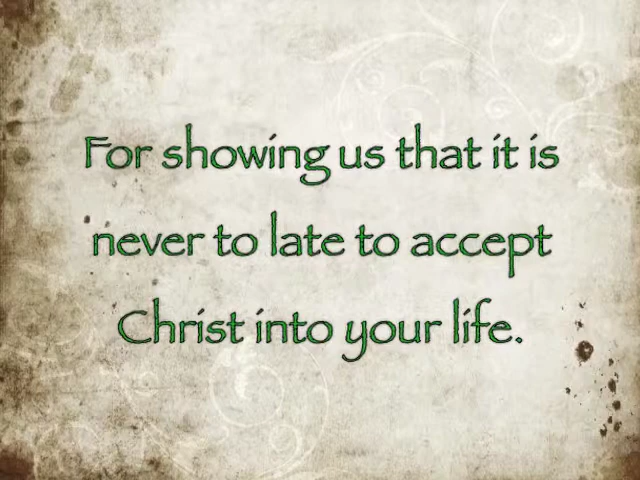 For showing us that it is
never to late to accept
Christ into your life.